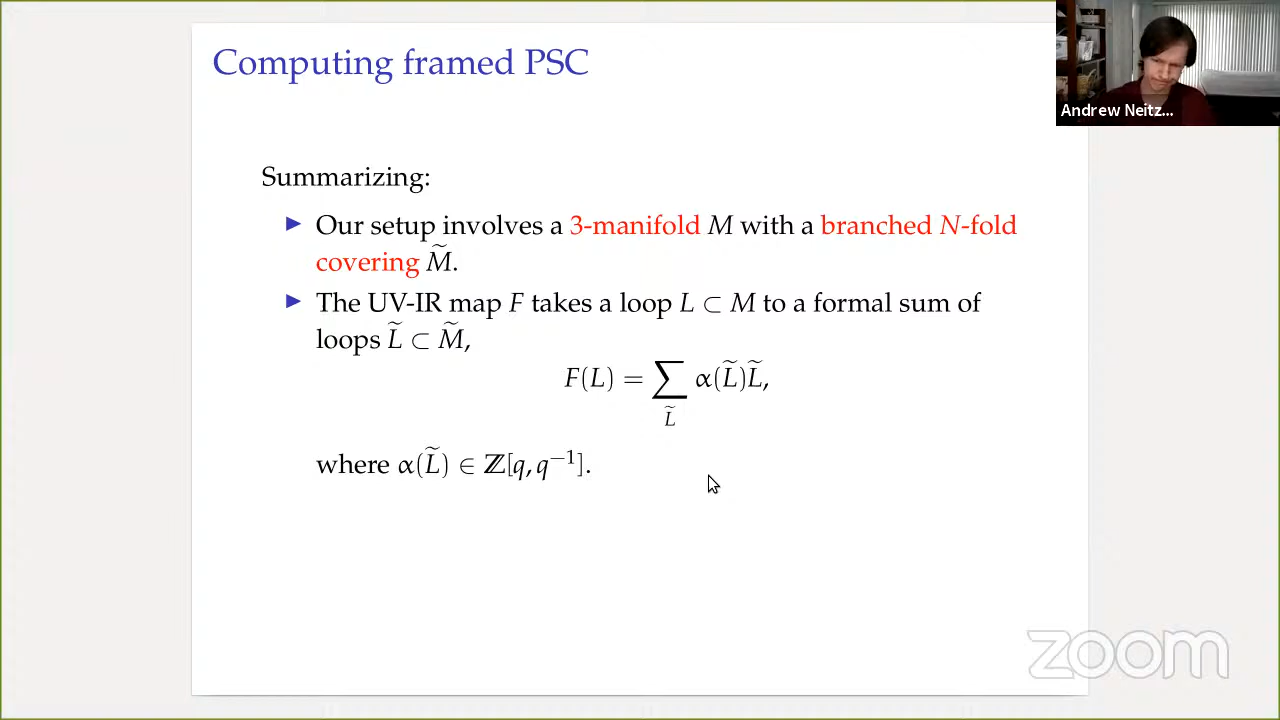 Computing framed PSC
Andrew Neitz...
Summarizing:
▶ Our setup involves a 3-manifold M with a branched N-fold
covering M̃.
▶ The UV-IR map F takes a loop L ⊂ M to a formal sum of
loops L̃ ⊂ M̃,
F(L) = ∑ α(L̃)L̃,
L̃
where α(L̃) ∈ ℤ[q, q⁻¹].
zoom